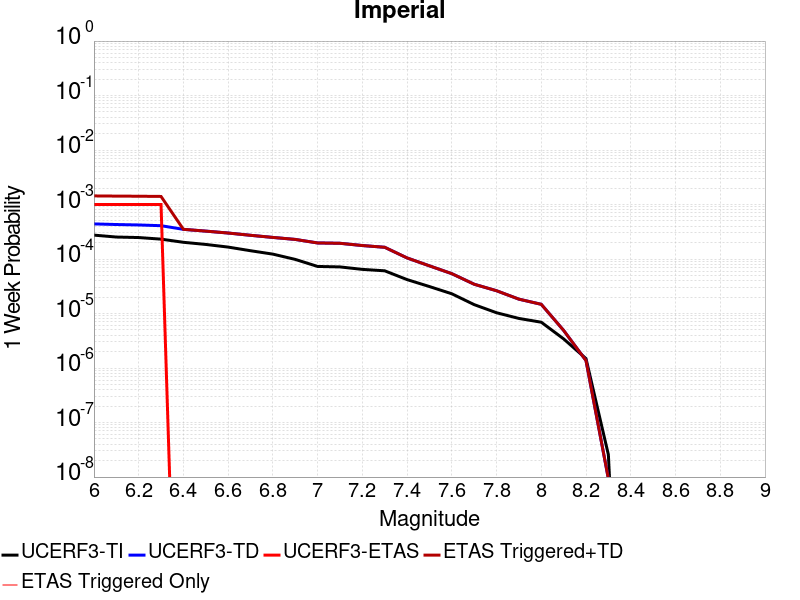 Imperial
10^0
10^-1
10^-2
10^-3
10^-4
10^-5
10^-6
10^-7
10^-8
1 Week Probability
6 6.2 6.4 6.6 6.8 7 7.2 7.4 7.6 7.8 8 8.2 8.4 8.6 8.8 9
Magnitude
UCERF3-TI UCERF3-TD UCERF3-ETAS ETAS Triggered+TD
ETAS Triggered Only